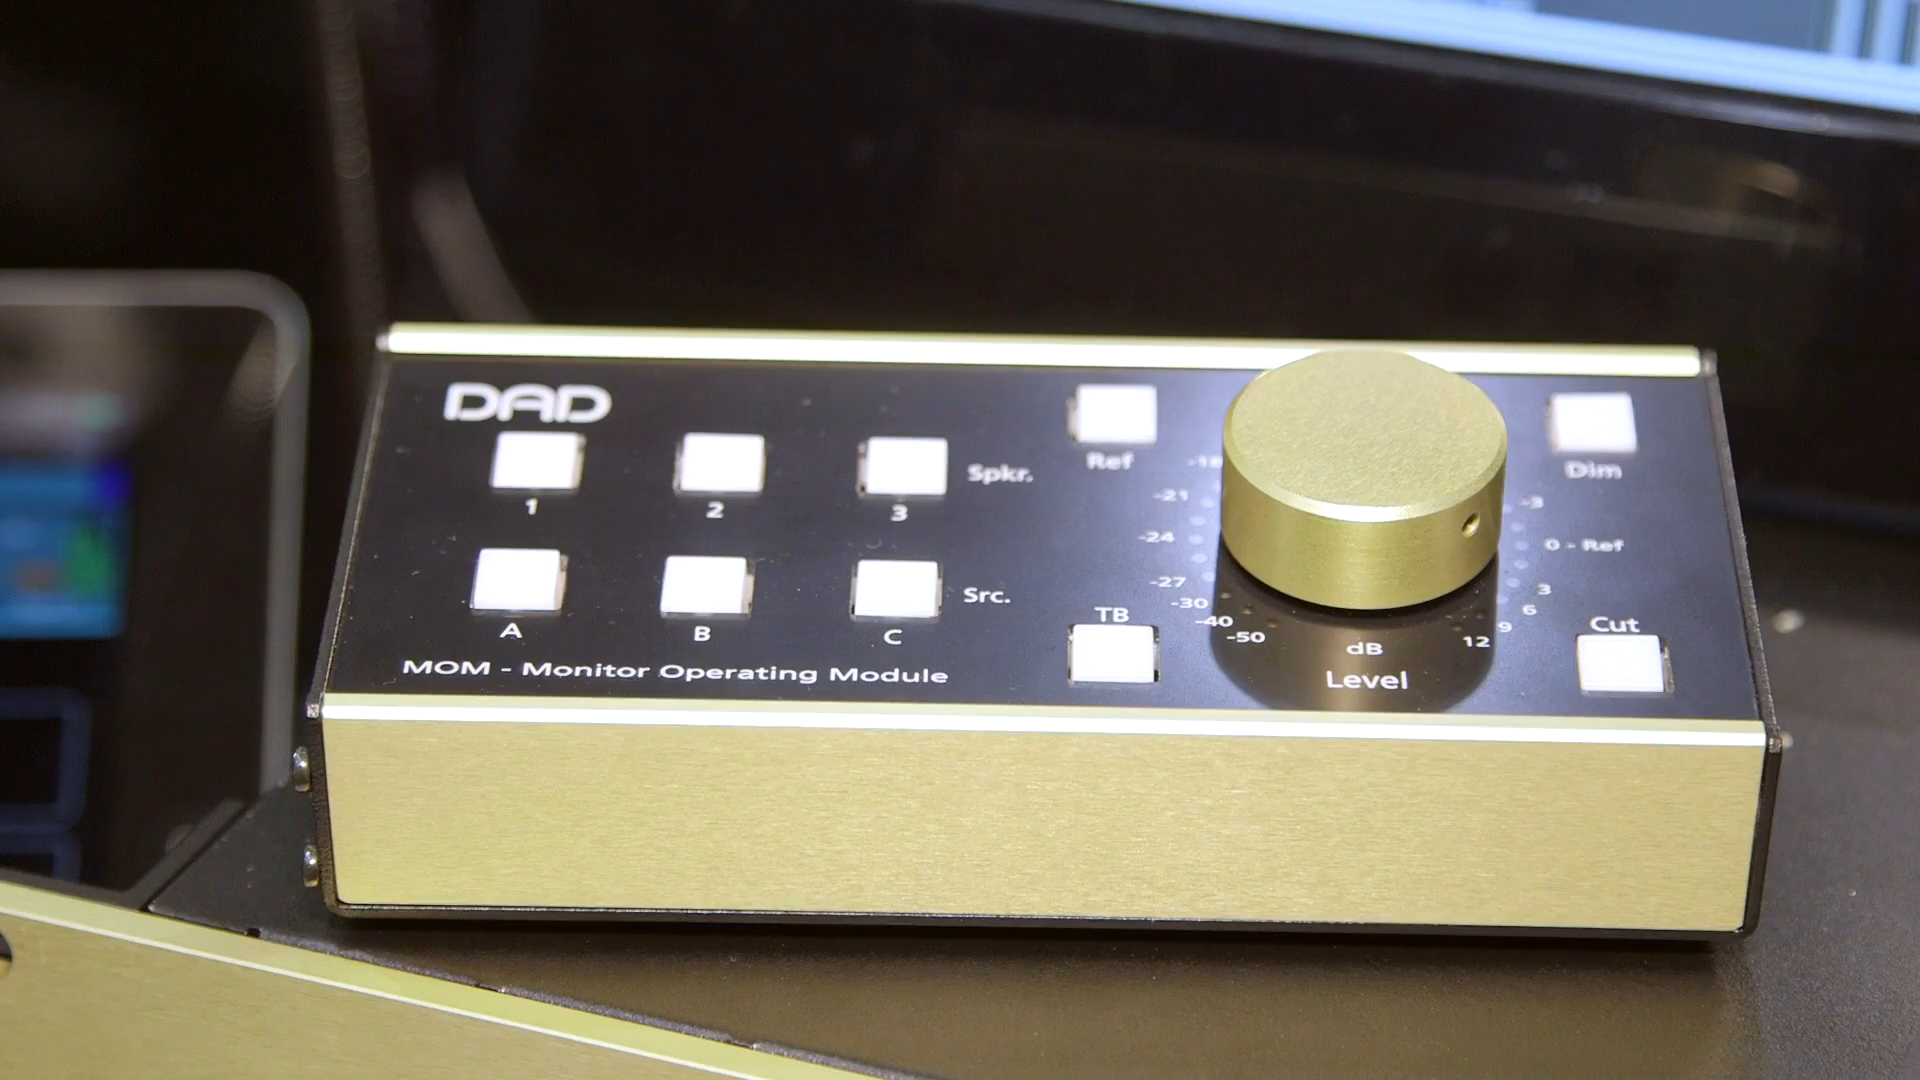 DAD
1 2 3 Spkr.
A B C Src.
MOM - Monitor Operating Module
Ref
TB
Dim
Cut
-18
-21
-24
-27
-30
-40
-50
-3
0 - Ref
3
6
9
12
dB
Level